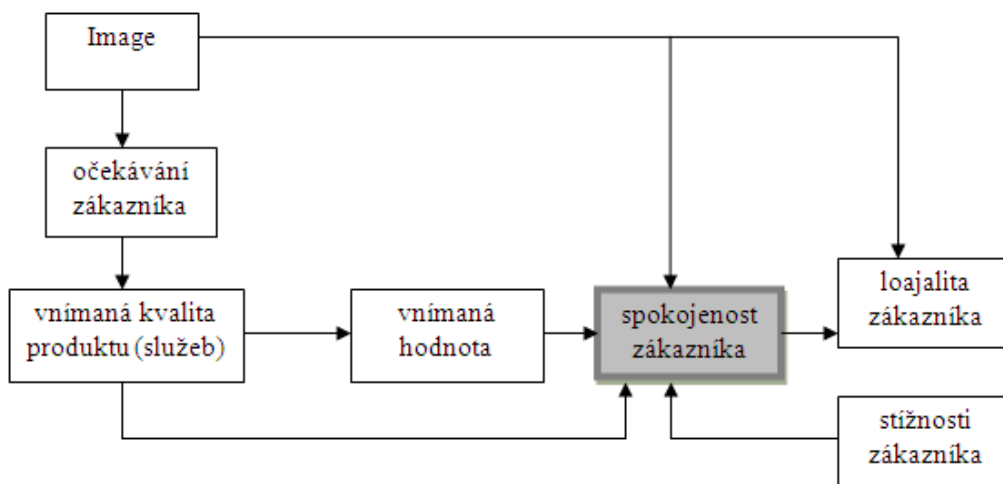 Image
očekávání
zákazníka
vnímaná kvalita
produktu (služeb)
vnímaná
hodnota
spokojenost
zákazníka
loajalita
zákazníka
stížnosti
zákazníka